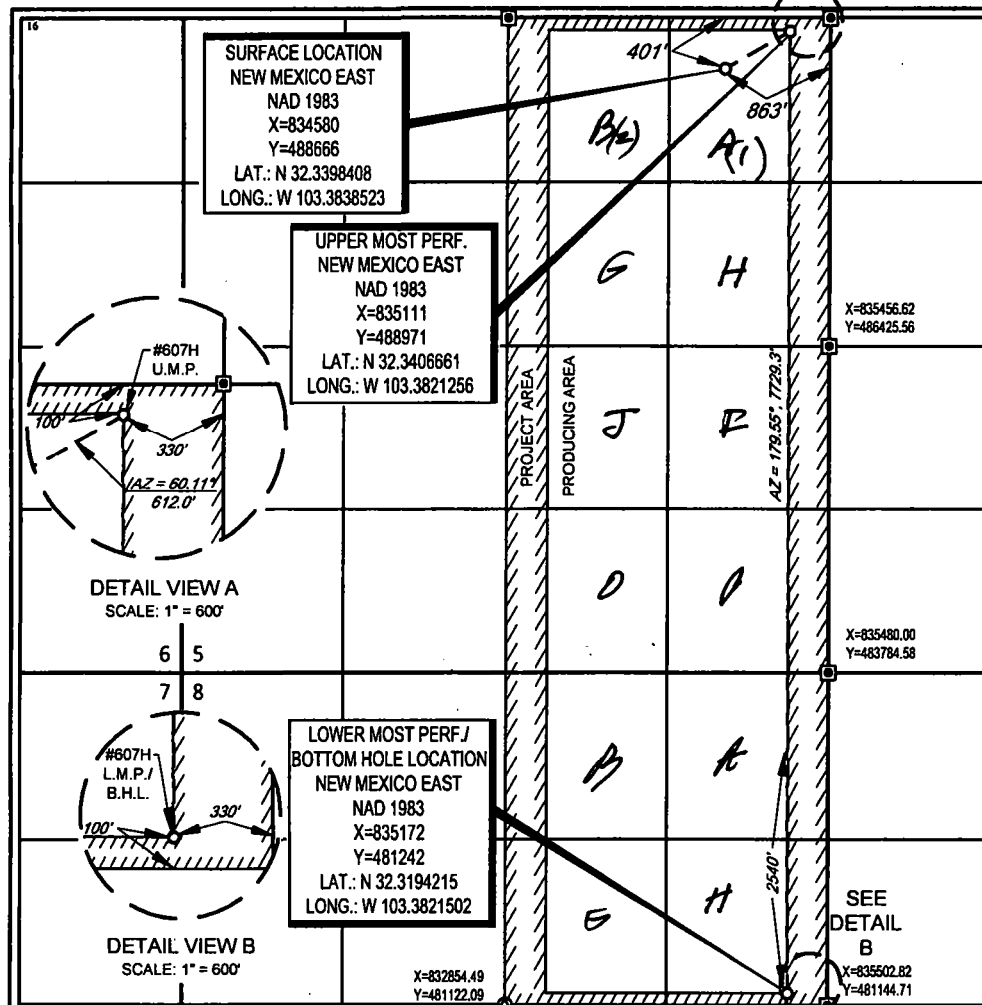 16
SURFACE LOCATION
NEW MEXICO EAST
NAD 1983
X=834580
Y=488666
LAT.: N 32.3398408
LONG.: W 103.3838523
401'
863'
B(2)
A(1)
UPPER MOST PERF.
NEW MEXICO EAST
NAD 1983
X=835111
Y=488971
LAT.: N 32.3406661
LONG.: W 103.3821256
G
H
X=835456.62
Y=486425.56
#607H
U.M.P.
100'
330'
AZ = 60.11°
612.0'
DETAIL VIEW A
SCALE: 1" = 600'
PROJECT AREA
PRODUCING AREA
J
AZ = 179.55°, 7729.3'
O
X=835480.00
Y=483784.58
6 5
7 8
#607H
L.M.P./
B.H.L.
330'
100'
DETAIL VIEW B
SCALE: 1" = 600'
LOWER MOST PERF./
BOTTOM HOLE LOCATION
NEW MEXICO EAST
NAD 1983
X=835172
Y=481242
LAT.: N 32.3194215
LONG.: W 103.3821502
B
A
2540'
G
H
SEE
DETAIL
B
X=832854.49
Y=481122.09
X=835502.82
Y=481144.71